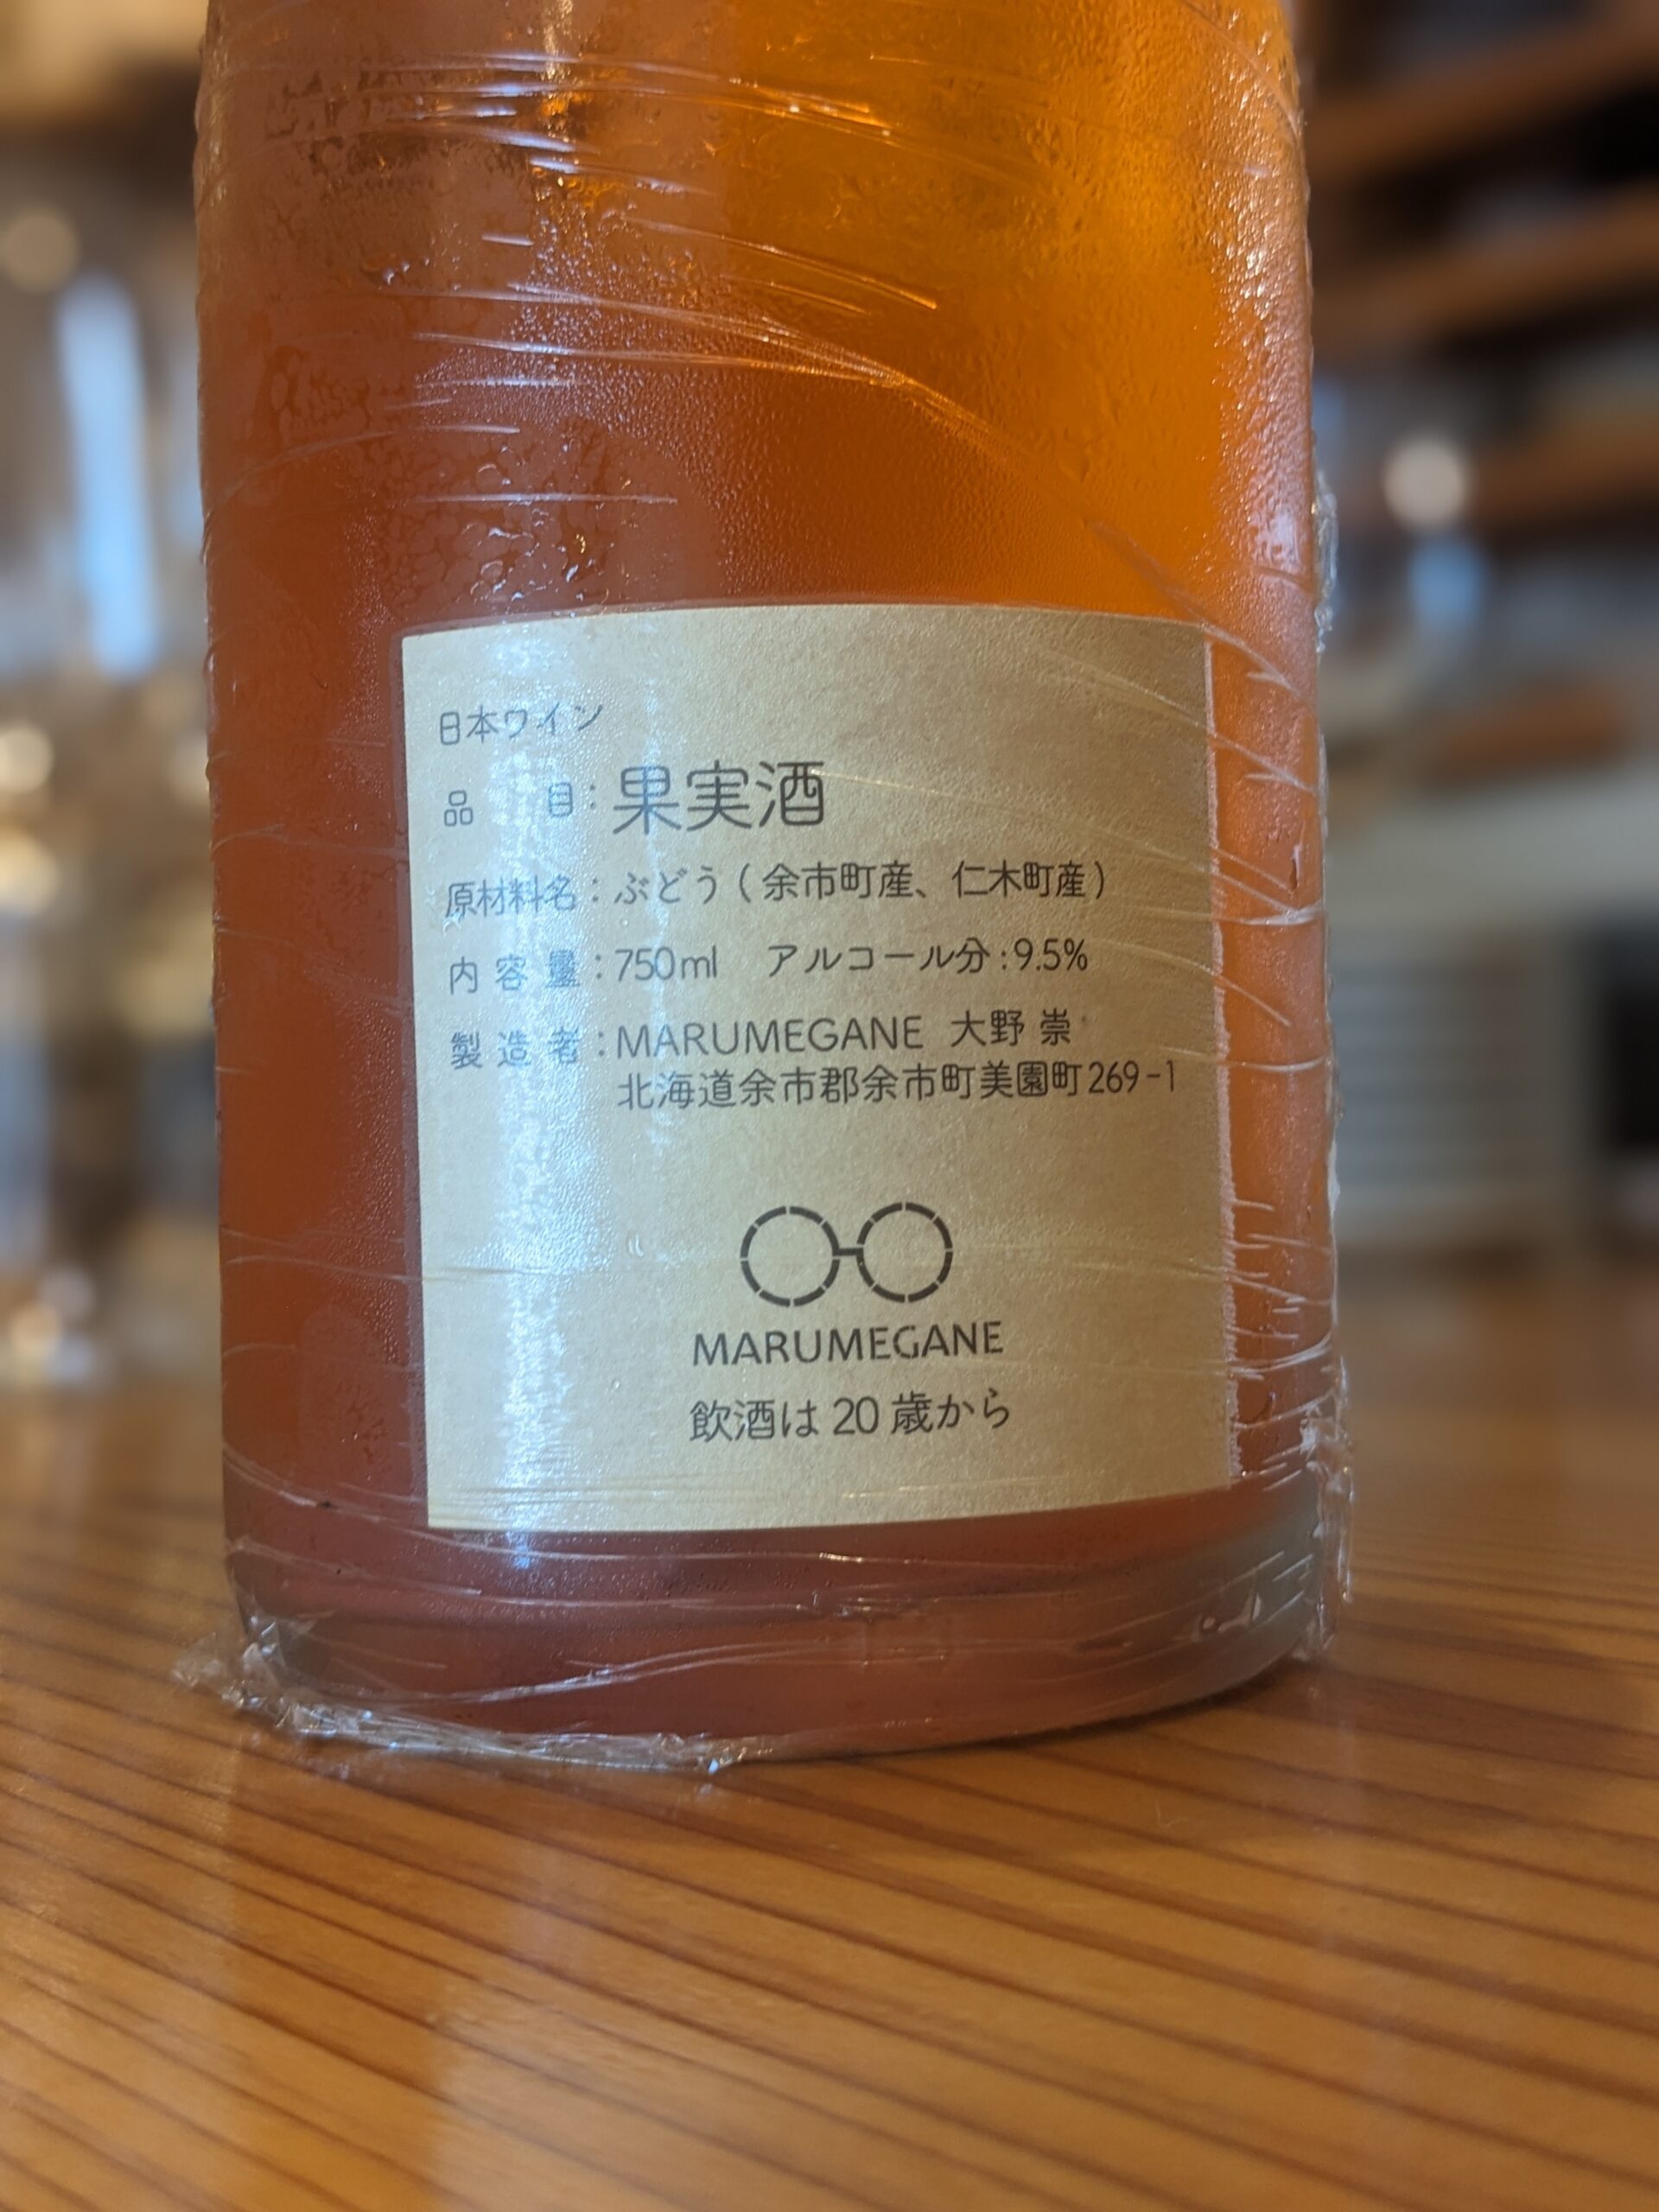 日本ワイン
品目：果実酒
原材料名：ぶどう(余市町産、仁木町産)
内容量：750ml　アルコール分:9.5%
製造者：MARUMEGANE 大野 崇
北海道余市郡余市町美園町269-1
MARUMEGANE
飲酒は20歳から